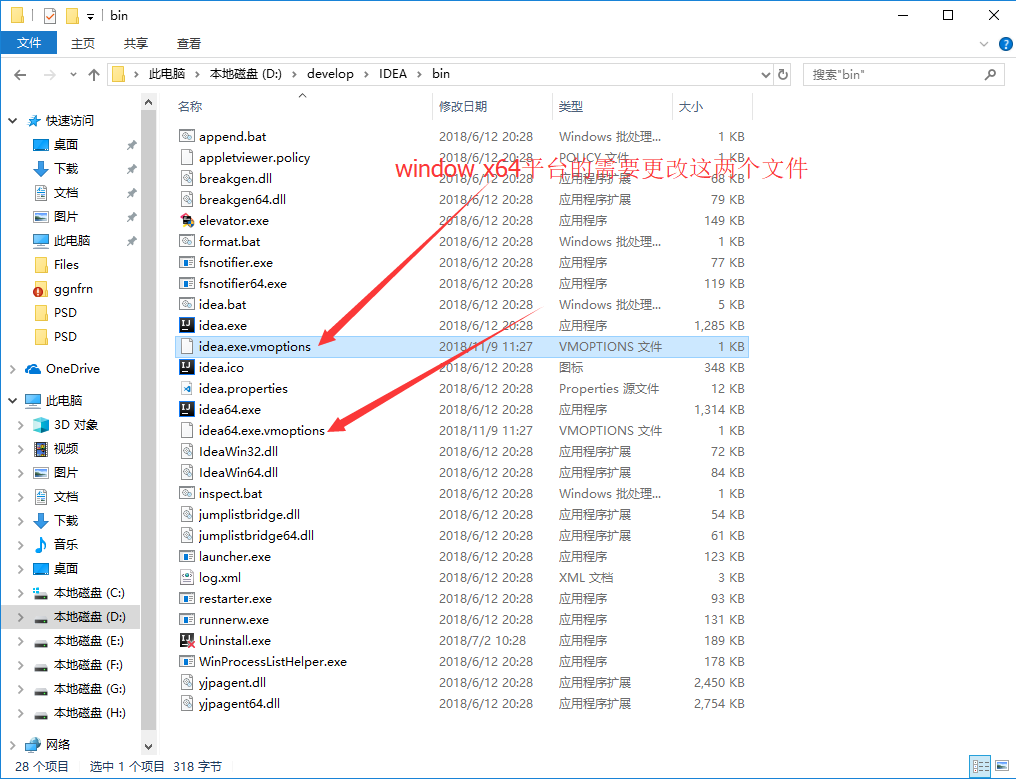 bin
文件 主页 共享 查看
此电脑 本地磁盘 (D:) develop IDEA bin 搜索"bin"
名称 修改日期 类型 大小
快速访问
桌面
下载
文档
图片
此电脑
Files
ggnfrn
PSD
PSD
OneDrive
此电脑
3D 对象
视频
图片
文档
下载
音乐
桌面
本地磁盘 (C:)
本地磁盘 (D:)
本地磁盘 (E:)
本地磁盘 (F:)
本地磁盘 (G:)
本地磁盘 (H:)
网络
append.bat 2018/6/12 20:28 Windows 批处理... 1 KB
appletviewer.policy 2018/6/12 20:28 POLICY 文件 1 KB
window x64平台的需要更改这两个文件
breakgen.dll 2018/6/12 20:28 应用程序扩展 68 KB
breakgen64.dll 2018/6/12 20:28 应用程序扩展 79 KB
elevator.exe 2018/6/12 20:28 应用程序 149 KB
format.bat 2018/6/12 20:28 Windows 批处理... 1 KB
fsnotifier.exe 2018/6/12 20:28 应用程序 77 KB
fsnotifier64.exe 2018/6/12 20:28 应用程序 119 KB
idea.bat 2018/6/12 20:28 Windows 批处理... 5 KB
idea.exe 2018/6/12 20:28 应用程序 1,285 KB
idea.exe.vmoptions 2018/11/9 11:27 VMOPTIONS 文件 1 KB
idea.ico 2018/6/12 20:28 图标 348 KB
idea.properties 2018/6/12 20:28 Properties 源文件 12 KB
idea64.exe 2018/6/12 20:28 应用程序 1,314 KB
idea64.exe.vmoptions 2018/11/9 11:27 VMOPTIONS 文件 1 KB
IdeaWin32.dll 2018/6/12 20:28 应用程序扩展 72 KB
IdeaWin64.dll 2018/6/12 20:28 应用程序扩展 84 KB
inspect.bat 2018/6/12 20:28 Windows 批处理... 1 KB
jumplistbridge.dll 2018/6/12 20:28 应用程序扩展 54 KB
jumplistbridge64.dll 2018/6/12 20:28 应用程序扩展 61 KB
launcher.exe 2018/6/12 20:28 应用程序 123 KB
log.xml 2018/6/12 20:28 XML 文档 3 KB
restarter.exe 2018/6/12 20:28 应用程序 93 KB
runnerw.exe 2018/6/12 20:28 应用程序 131 KB
Uninstall.exe 2018/7/2 10:28 应用程序 189 KB
WinProcessListHelper.exe 2018/6/12 20:28 应用程序 178 KB
yjpagent.dll 2018/6/12 20:28 应用程序扩展 2,450 KB
yjpagent64.dll 2018/6/12 20:28 应用程序扩展 2,754 KB
28 个项目 选中 1 个项目 318 字节